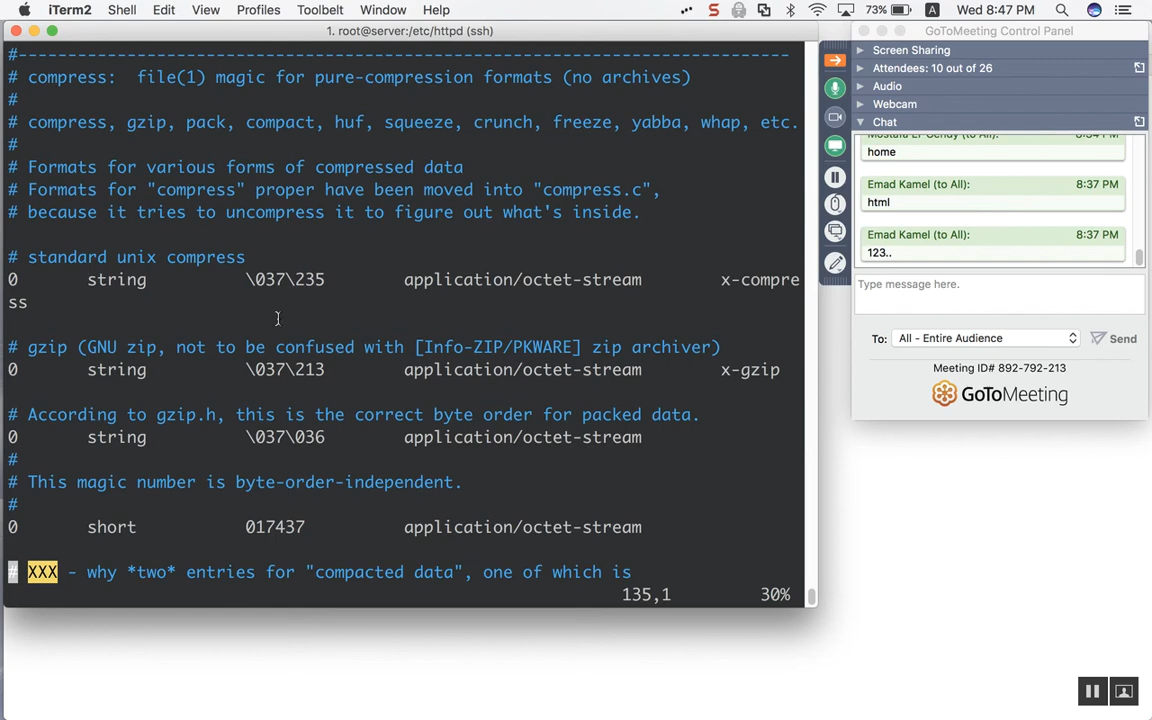 iTerm2 Shell Edit View Profiles Toolbelt Window Help 73% A Wed 8:47 PM
1. root@server:/etc/httpd (ssh)
#------------------------------------------------------------------------------
# compress:  file(1) magic for pure-compression formats (no archives)
#
# compress, gzip, pack, compact, huf, squeeze, crunch, freeze, yabba, whap, etc.
#
# Formats for various forms of compressed data
# Formats for "compress" proper have been moved into "compress.c",
# because it tries to uncompress it to figure out what's inside.
# standard unix compress
0 string \037\235 application/octet-stream x-compre
ss
# gzip (GNU zip, not to be confused with [Info-ZIP/PKWARE] zip archiver)
0 string \037\213 application/octet-stream x-gzip
# According to gzip.h, this is the correct byte order for packed data.
0 string \037\036 application/octet-stream
#
# This magic number is byte-order-independent.
#
0 short 017437 application/octet-stream
# XXX - why *two* entries for "compacted data", one of which is
135,1 30%
GoToMeeting Control Panel
Screen Sharing
Attendees: 10 out of 26
Audio
Webcam
Chat
home
Emad Kamel (to All): 8:37 PM
html
Emad Kamel (to All): 8:37 PM
123..
Type message here.
To: All - Entire Audience Send
Meeting ID# 892-792-213
GoToMeeting